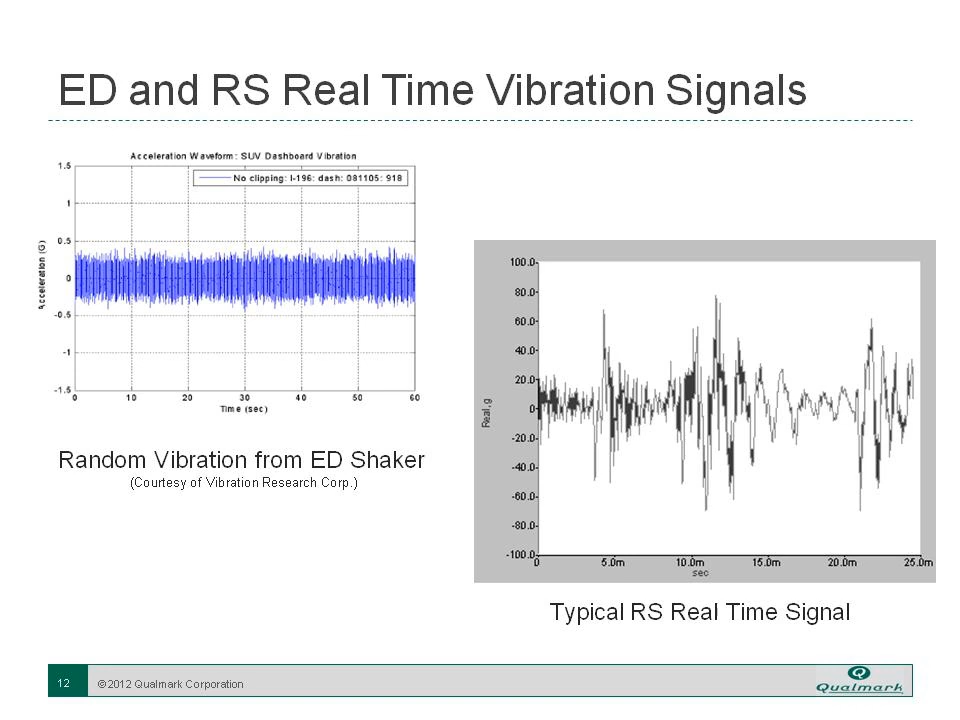 ED and RS Real Time Vibration Signals
Acceleration Waveform: SUV Dashboard Vibration
No clipping: I-196: dash: 081105: 918
1.5
1
0.5
0
-0.5
-1
-1.5
Acceleration (G)
0 10 20 30 40 50 60
Time (sec)
Random Vibration from ED Shaker
(Courtesy of Vibration Research Corp.)
100.0
80.0
60.0
40.0
20.0
0
-20.0
-40.0
-60.0
-80.0
-100.0
Real, g
0 5.0m 10.0m 15.0m 20.0m 25.0m
sec
Typical RS Real Time Signal
12
© 2012 Qualmark Corporation
Qualmark